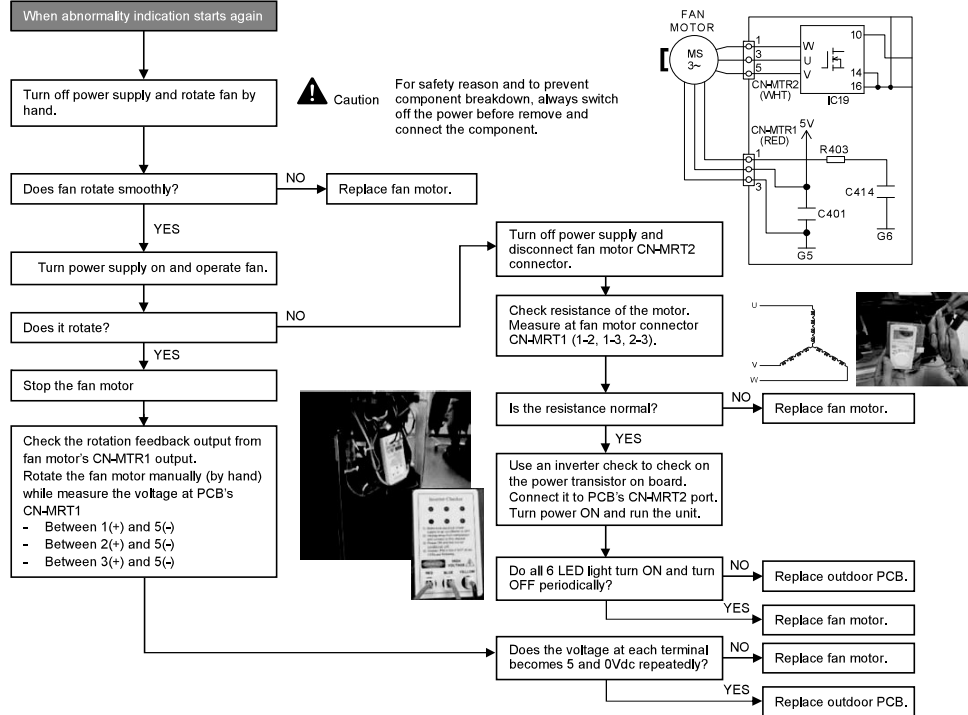 When abnormality indication starts again
Turn off power supply and rotate fan by
hand.
Caution
For safety reason and to prevent
component breakdown, always switch
off the power before remove and
connect the component.
FAN
MOTOR
MS
3~
1
3
5
W
U
V
10
14
16
IC19
CN-MTR2
(WHT)
CN-MTR1
(RED)
5V
1
3
R403
C414
C401
G6
G5
Does fan rotate smoothly?
NO
Replace fan motor.
YES
Turn power supply on and operate fan.
Does it rotate?
NO
YES
Stop the fan motor
Check the rotation feedback output from
fan motor's CN-MTR1 output.
Rotate the fan motor manually (by hand)
while measure the voltage at PCB's
CN-MRT1
- Between 1(+) and 5(-)
- Between 2(+) and 5(-)
- Between 3(+) and 5(-)
Turn off power supply and
disconnect fan motor CN-MRT2
connector.
Check resistance of the motor.
Measure at fan motor connector
CN-MRT1 (1-2, 1-3, 2-3).
U
V
W
Is the resistance normal?
NO
Replace fan motor.
YES
Use an inverter check to check on
the power transistor on board.
Connect it to PCB's CN-MRT2 port.
Turn power ON and run the unit.
Inverter Checker
HIGH
VOLTAGE
RED BLUE YELLOW
Do all 6 LED light turn ON and turn
OFF periodically?
NO
Replace outdoor PCB.
YES
Replace fan motor.
Does the voltage at each terminal
becomes 5 and 0Vdc repeatedly?
NO
Replace fan motor.
YES
Replace outdoor PCB.